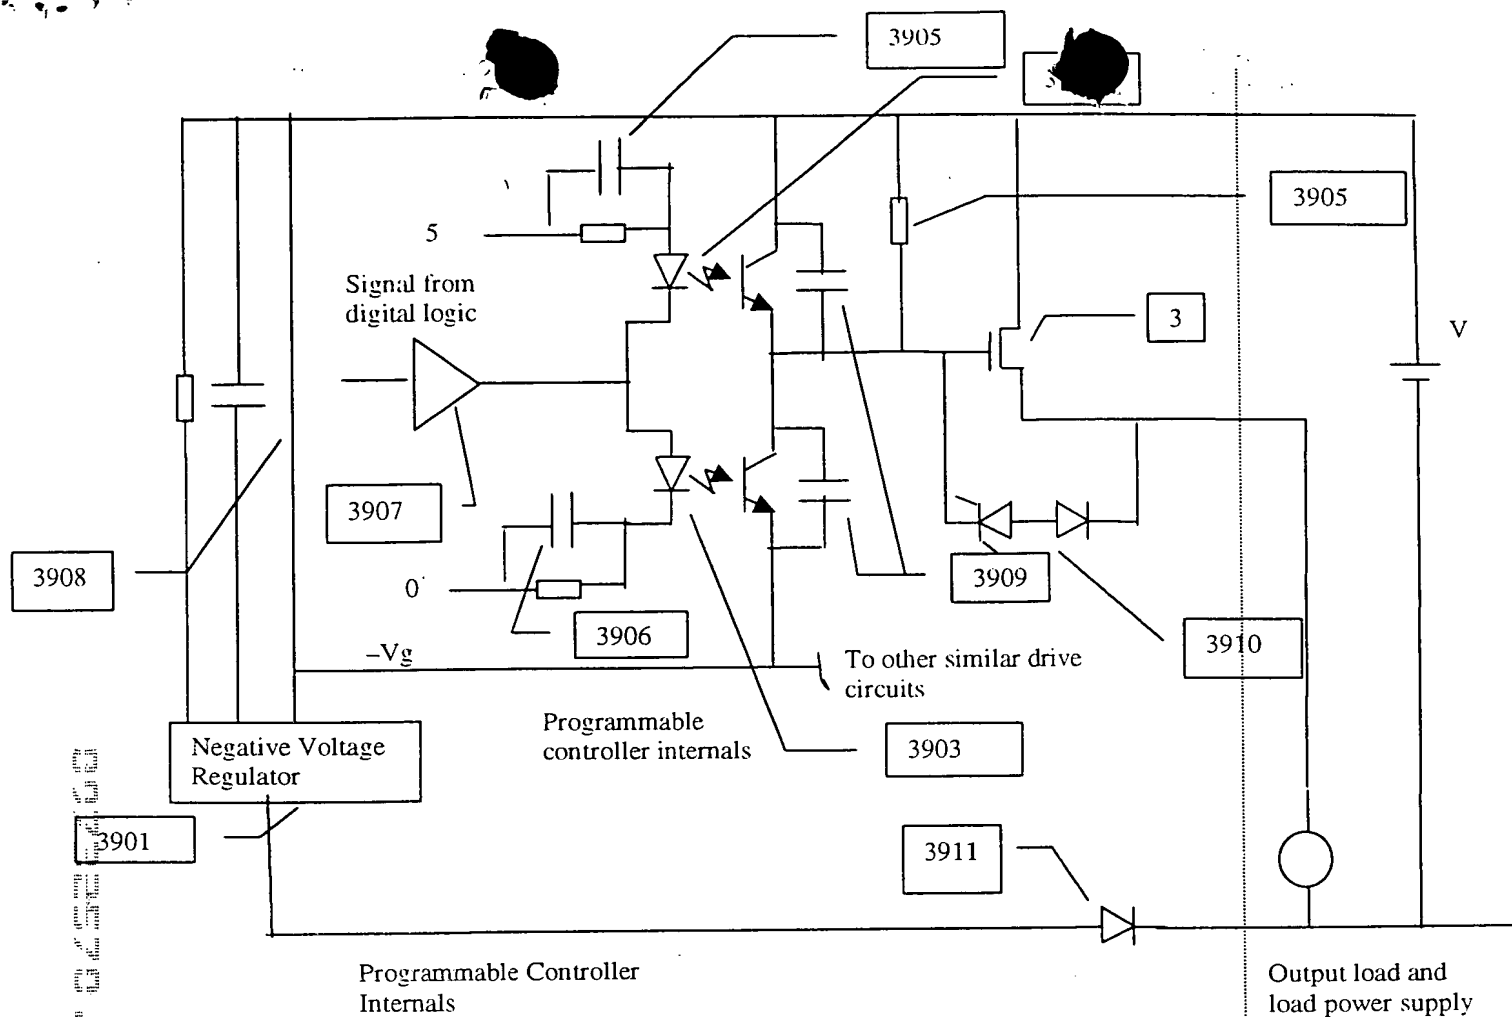 3905
3905
5
Signal from
digital logic
3
V
3907
3908
3909
0
3906
3910
–Vg
To other similar drive
circuits
Programmable
controller internals
Negative Voltage
Regulator
3903
3901
3911
Programmable Controller
Internals
Output load and
load power supply